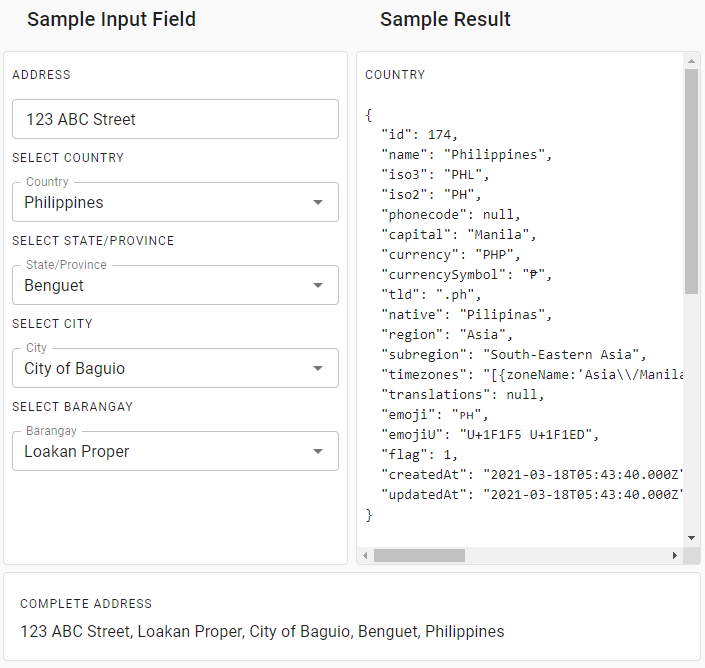 Sample Input Field
ADDRESS
123 ABC Street
SELECT COUNTRY
Country
Philippines
SELECT STATE/PROVINCE
State/Province
Benguet
SELECT CITY
City
City of Baguio
SELECT BARANGAY
Barangay
Loakan Proper
Sample Result
COUNTRY
{
"id": 174,
"name": "Philippines",
"iso3": "PHL",
"iso2": "PH",
"phonecode": null,
"capital": "Manila",
"currency": "PHP",
"currencySymbol": "₱",
"tld": ".ph",
"native": "Pilipinas",
"region": "Asia",
"subregion": "South-Eastern Asia",
"timezones": "[{zoneName:'Asia\\/Manila
"translations": null,
"emoji": "🇵🇭",
"emojiU": "U+1F1F5 U+1F1ED",
"flag": 1,
"createdAt": "2021-03-18T05:43:40.000Z"
"updatedAt": "2021-03-18T05:43:40.000Z"
}
COMPLETE ADDRESS
123 ABC Street, Loakan Proper, City of Baguio, Benguet, Philippines